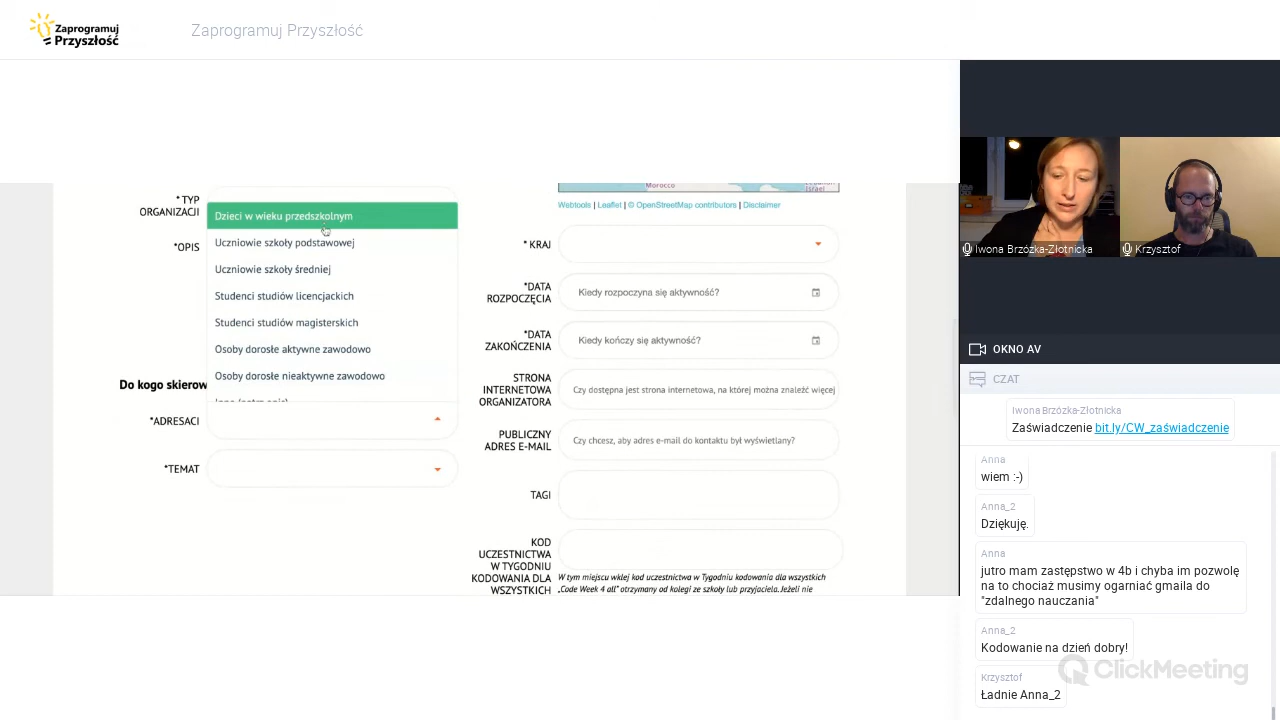 Zaprogramuj
Przyszłość
Zaprogramuj Przyszłość
* TYP
ORGANIZACJI
*OPIS
Dzieci w wieku przedszkolnym
Uczniowie szkoły podstawowej
Uczniowie szkoły średniej
Studenci studiów licencjackich
Studenci studiów magisterskich
Osoby dorosłe aktywne zawodowo
Osoby dorosłe nieaktywne zawodowo
Do kogo skierow
*ADRESACI
*TEMAT
Morocco
Israel
Webtools | Leaflet | © OpenStreetMap contributors | Disclaimer
* KRAJ
*DATA
ROZPOCZĘCIA
Kiedy rozpoczyna się aktywność?
*DATA
ZAKOŃCZENIA
Kiedy kończy się aktywność?
STRONA
INTERNETOWA
ORGANIZATORA
Czy dostępna jest strona internetowa, na której można znaleźć więcej
PUBLICZNY
ADRES E-MAIL
Czy chcesz, aby adres e-mail do kontaktu był wyświetlany?
TAGI
KOD
UCZESTNICTWA
W TYGODNIU
KODOWANIA DLA
WSZYSTKICH
W tym miejscu wklej kod uczestnictwa w Tygodniu kodowania dla wszystkich
„Code Week 4 all" otrzymany od kolegi ze szkoły lub przyjaciela. Jeżeli nie
Iwona Brzózka-Złotnicka
Krzysztof
OKNO AV
CZAT
Iwona Brzózka-Złotnicka
Zaświadczenie bit.ly/CW_zaświadczenie
Anna
wiem :-)
Anna_2
Dziękuję.
Anna
jutro mam zastępstwo w 4b i chyba im pozwolę
na to chociaż musimy ogarniać gmaila do
"zdalnego nauczania"
Anna_2
Kodowanie na dzień dobry!
Krzysztof
Ładnie Anna_2
ClickMeeting